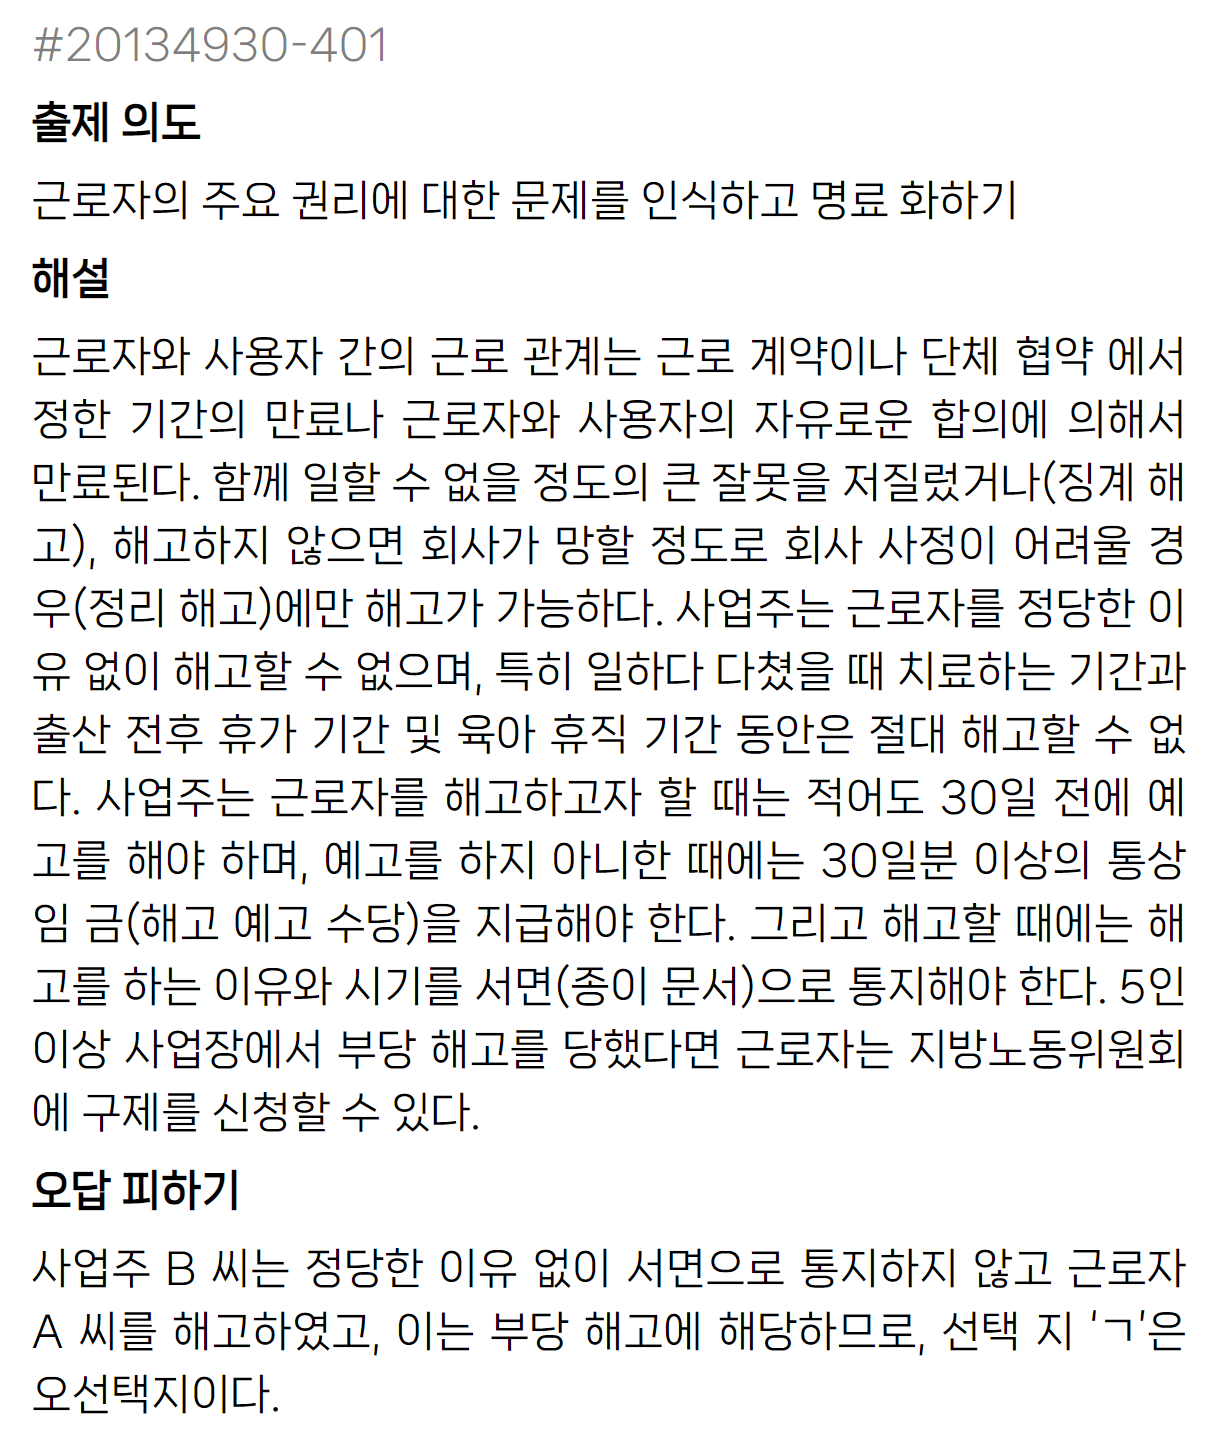 #20134930-401
출제 의도
근로자의 주요 권리에 대한 문제를 인식하고 명료 화하기
해설
근로자와 사용자 간의 근로 관계는 근로 계약이나 단체 협약 에서
정한 기간의 만료나 근로자와 사용자의 자유로운 합의에 의해서
만료된다. 함께 일할 수 없을 정도의 큰 잘못을 저질렀거나(징계 해
고), 해고하지 않으면 회사가 망할 정도로 회사 사정이 어려울 경
우(정리 해고)에만 해고가 가능하다. 사업주는 근로자를 정당한 이
유 없이 해고할 수 없으며, 특히 일하다 다쳤을 때 치료하는 기간과
출산 전후 휴가 기간 및 육아 휴직 기간 동안은 절대 해고할 수 없
다. 사업주는 근로자를 해고하고자 할 때는 적어도 30일 전에 예
고를 해야 하며, 예고를 하지 아니한 때에는 30일분 이상의 통상
임 금(해고 예고 수당)을 지급해야 한다. 그리고 해고할 때에는 해
고를 하는 이유와 시기를 서면(종이 문서)으로 통지해야 한다. 5인
이상 사업장에서 부당 해고를 당했다면 근로자는 지방노동위원회
에 구제를 신청할 수 있다.
오답 피하기
사업주 B 씨는 정당한 이유 없이 서면으로 통지하지 않고 근로자
A 씨를 해고하였고, 이는 부당 해고에 해당하므로, 선택 지 'ㄱ'은
오선택지이다.